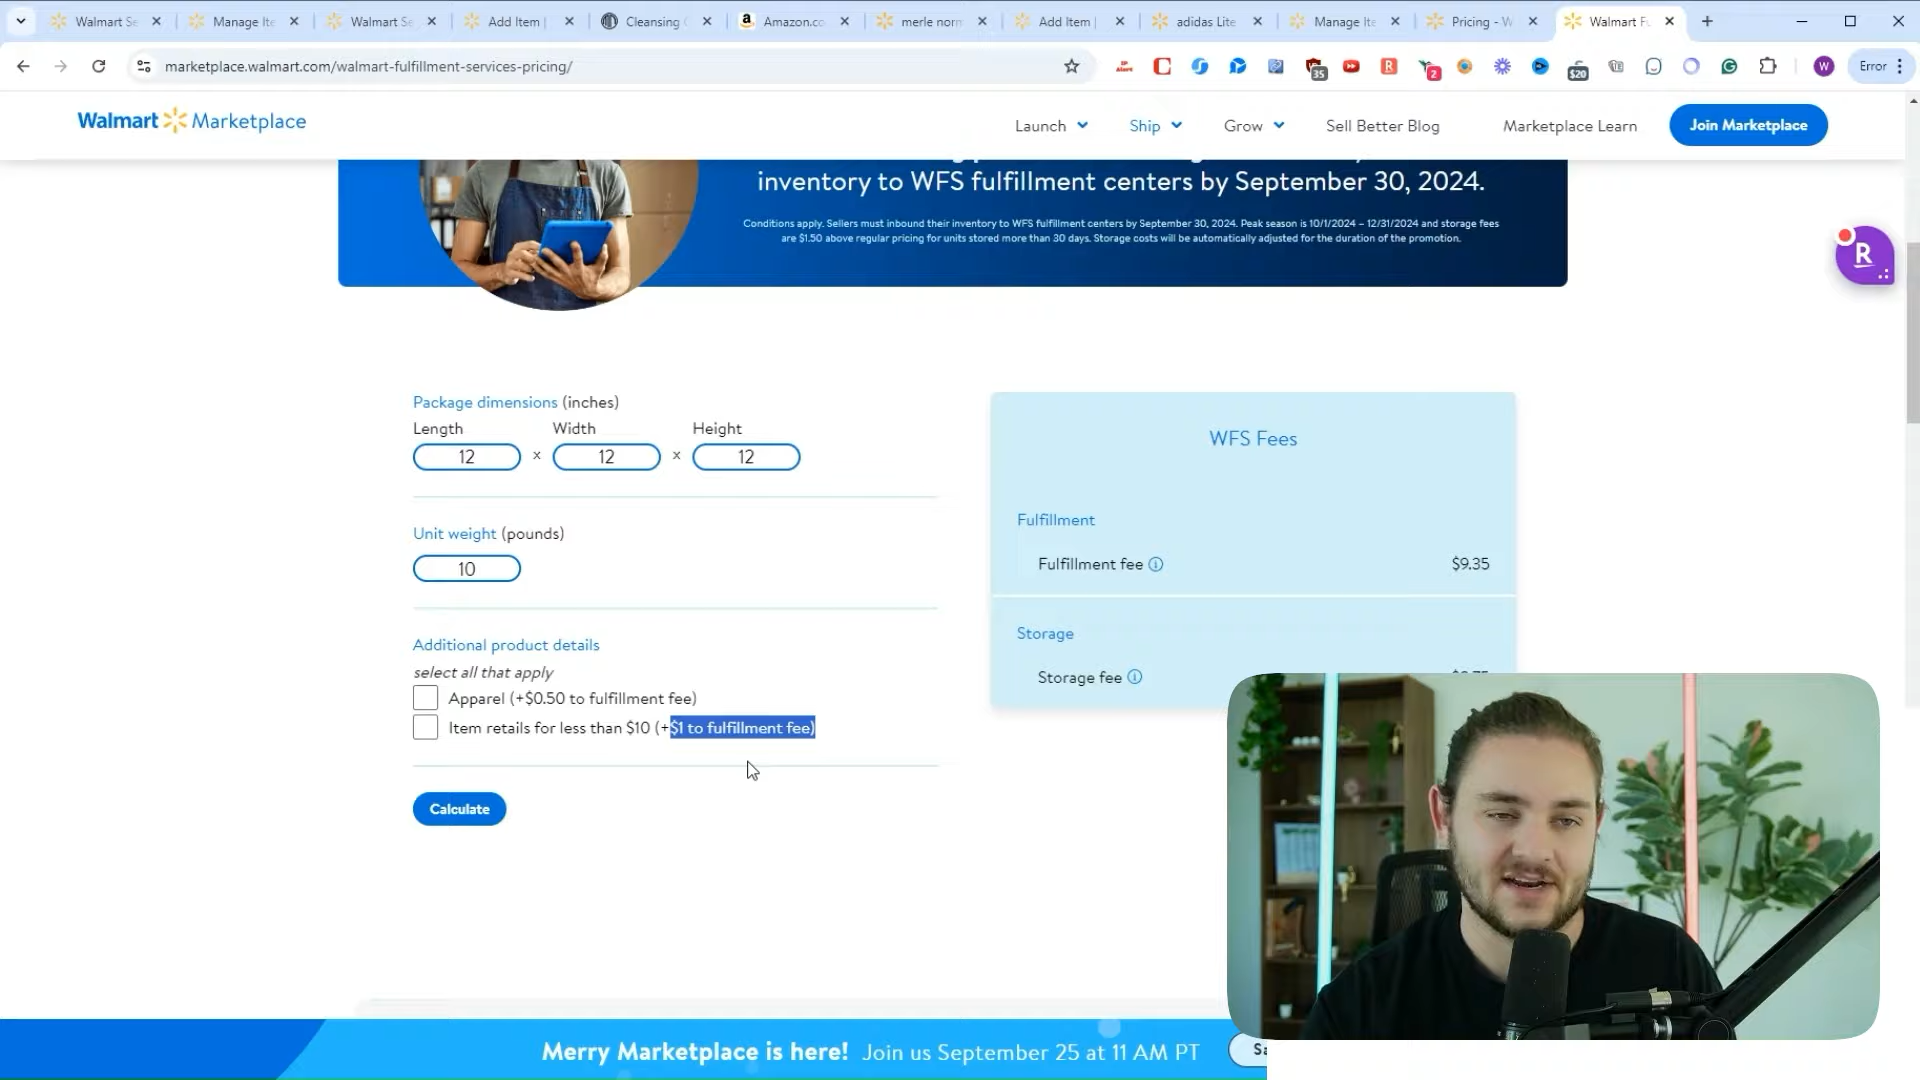 Walmart Se
Manage Ite
Walmart Se
Add Item |
Cleansing
Amazon.co
merle norm
Add Item |
adidas Lite
Manage Ite
Pricing - W
Walmart Fu
marketplace.walmart.com/walmart-fulfillment-services-pricing/
35
2
$20
W
Error
Walmart Marketplace
Launch
Ship
Grow
Sell Better Blog
Marketplace Learn
Join Marketplace
inventory to WFS fulfillment centers by September 30, 2024.
Conditions apply. Sellers must inbound their inventory to WFS fulfillment centers by September 30, 2024. Peak season is 10/1/2024 – 12/31/2024 and storage fees
are $1.50 above regular pricing for units stored more than 30 days. Storage costs will be automatically adjusted for the duration of the promotion.
R
Package dimensions (inches)
Length
Width
Height
12 x 12 x 12
Unit weight (pounds)
10
Additional product details
select all that apply
Apparel (+$0.50 to fulfillment fee)
Item retails for less than $10 (+$1 to fulfillment fee)
Calculate
WFS Fees
Fulfillment
Fulfillment fee
$9.35
Storage
Storage fee
Merry Marketplace is here! Join us September 25 at 11 AM PT